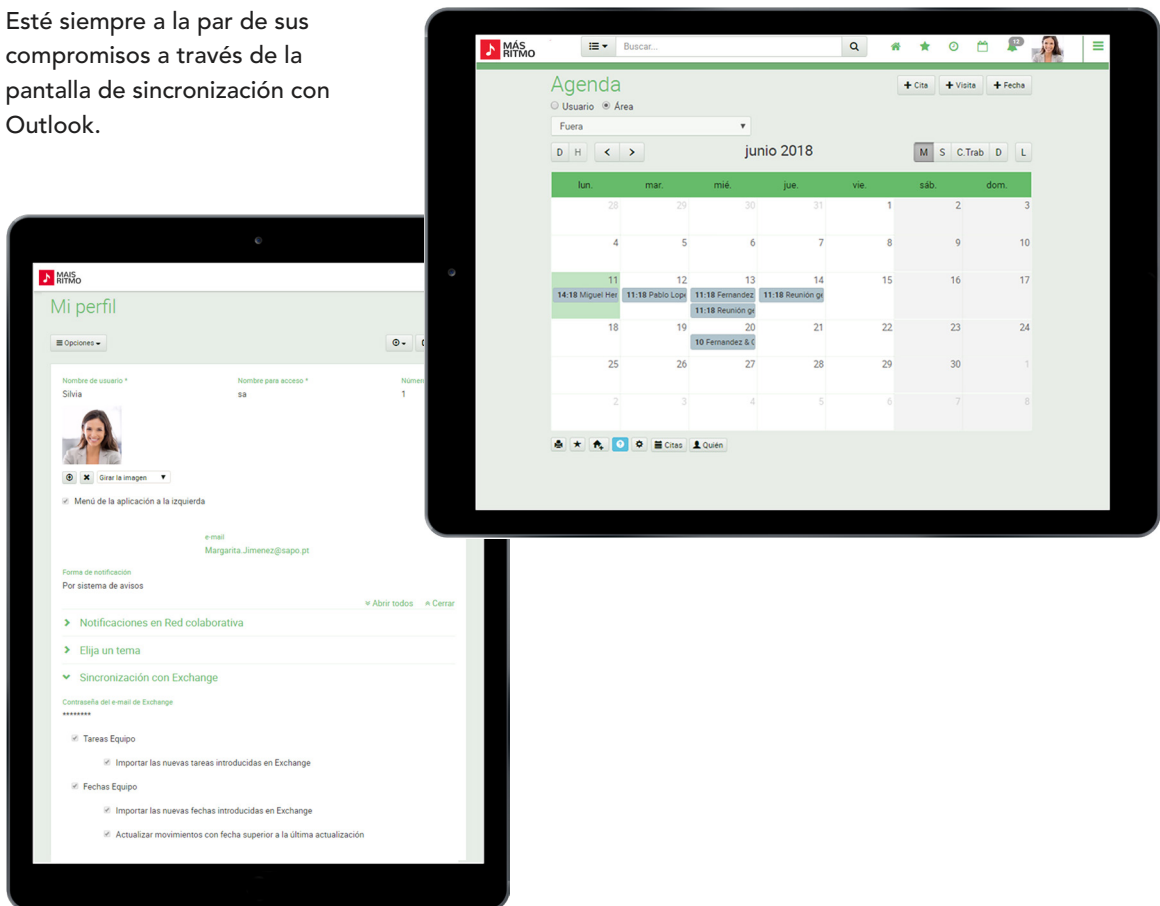 Esté siempre a la par de sus
compromisos a través de la
pantalla de sincronización con
Outlook.
MÁS
RITMO
Buscar...
12
Agenda
+ Cita + Visita + Fecha
Usuario Área
Fuera
D H < > junio 2018 M S C.Trab D L
lun. mar. mié. jue. vie. sáb. dom.
28 29 30 31 1 2 3
4 5 6 7 8 9 10
11 12 13 14 15 16 17
14:18 Miguel Her 11:18 Pablo Lope 11:18 Fernandez 11:18 Reunión ge
11:18 Reunión ge
18 19 20 21 22 23 24
10 Fernandez & C
25 26 27 28 29 30 1
2 3 4 5 6 7 8
Citas Quién
MAIS
RITMO
Mi perfil
Opciones
Nombre de usuario * Nombre para acceso * Númer
Silvia sa 1
Girar la imagen
Menú de la aplicación a la izquierda
e-mail
Margarita.Jimenez@sapo.pt
Forma de notificación
Por sistema de avisos
Abrir todos Cerrar
Notificaciones en Red colaborativa
Elija un tema
Sincronización con Exchange
Contraseña del e-mail de Exchange
********
Tareas Equipo
Importar las nuevas tareas introducidas en Exchange
Fechas Equipo
Importar las nuevas fechas introducidas en Exchange
Actualizar movimientos con fecha superior a la última actualización